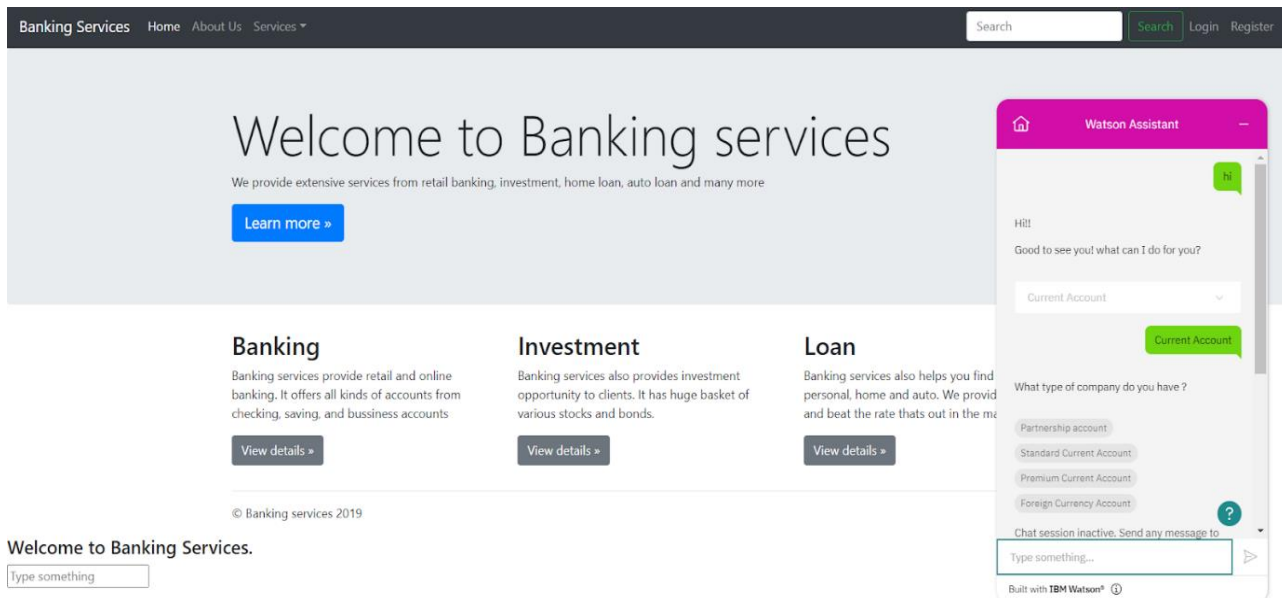 Banking Services Home About Us Services
Search Search Login Register
Welcome to Banking services
We provide extensive services from retail banking, investment, home loan, auto loan and many more
Learn more »
Banking
Banking services provide retail and online
banking. It offers all kinds of accounts from
checking, saving, and bussiness accounts
View details »
Investment
Banking services also provides investment
opportunity to clients. It has huge basket of
various stocks and bonds.
View details »
Loan
Banking services also helps you find
personal, home and auto. We provid
and beat the rate thats out in the ma
View details »
© Banking services 2019
Welcome to Banking Services.
Type something
Watson Assistant
hi
Hi!!
Good to see you! what can I do for you?
Current Account
Current Account
What type of company do you have ?
Partnership account
Standard Current Account
Premium Current Account
Foreign Currency Account
?
Chat session inactive. Send any message to
Type something...
Built with IBM Watson®